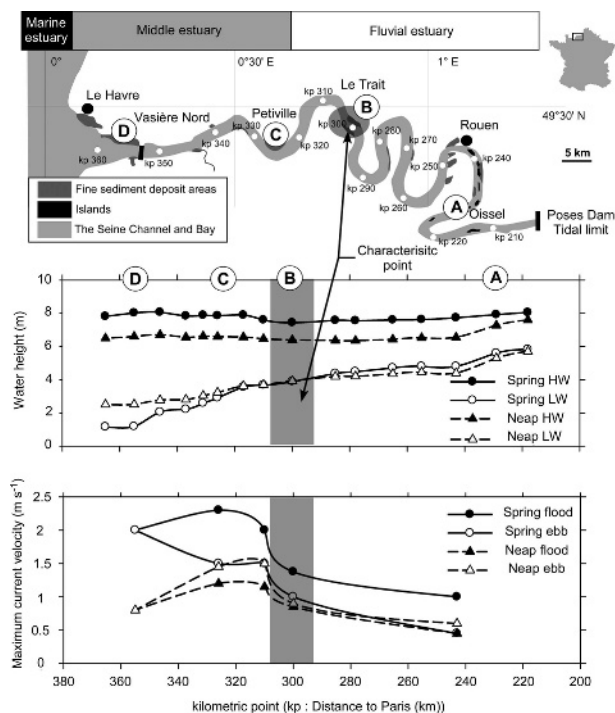 Marine estuary
Middle estuary
Fluvial estuary
0°
0°30 E
1° E
Le Havre
Vasière Nord
Petiville
Le Trait
Rouen
49°30 N
5 km
Oissel
Poses Dam
Tidal limit
D
C
B
A
kp 360
kp 350
kp 340
kp 330
kp 320
kp 310
kp 300
kp 290
kp 280
kp 270
kp 260
kp 250
kp 240
kp 220
kp 210
Fine sediment deposit areas
Islands
The Seine Channel and Bay
Characterisitc
point
D
C
B
A
Water height (m)
10
8
6
4
2
0
Spring HW
Spring LW
Neap HW
Neap LW
Maximum current velocity (m s⁻¹)
2.5
2
1.5
1
0.5
0
Spring flood
Spring ebb
Neap flood
Neap ebb
380 360 340 320 300 280 260 240 220 200
kilometric point (kp : Distance to Paris (km))